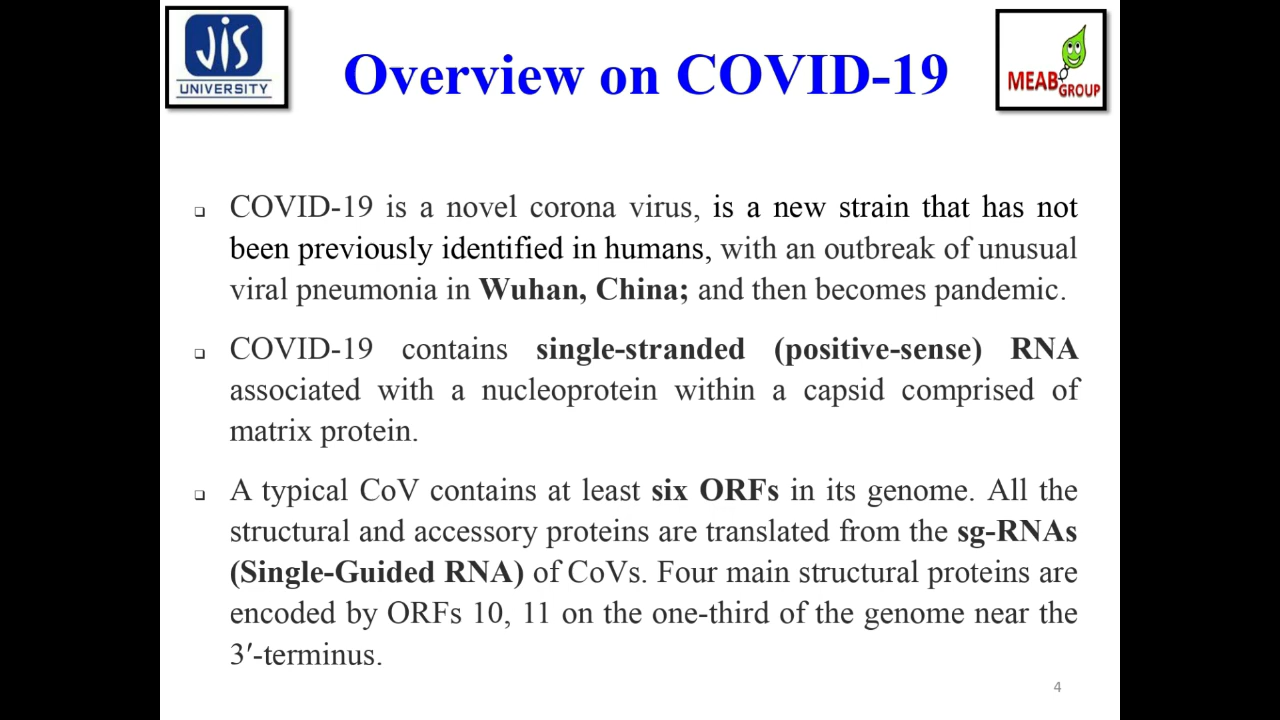 JIS
UNIVERSITY
Overview on COVID-19
MEAB
GROUP
❑ COVID-19 is a novel corona virus, is a new strain that has not
been previously identified in humans, with an outbreak of unusual
viral pneumonia in Wuhan, China; and then becomes pandemic.
❑ COVID-19 contains single-stranded (positive-sense) RNA
associated with a nucleoprotein within a capsid comprised of
matrix protein.
❑ A typical CoV contains at least six ORFs in its genome. All the
structural and accessory proteins are translated from the sg-RNAs
(Single-Guided RNA) of CoVs. Four main structural proteins are
encoded by ORFs 10, 11 on the one-third of the genome near the
3′-terminus.
4